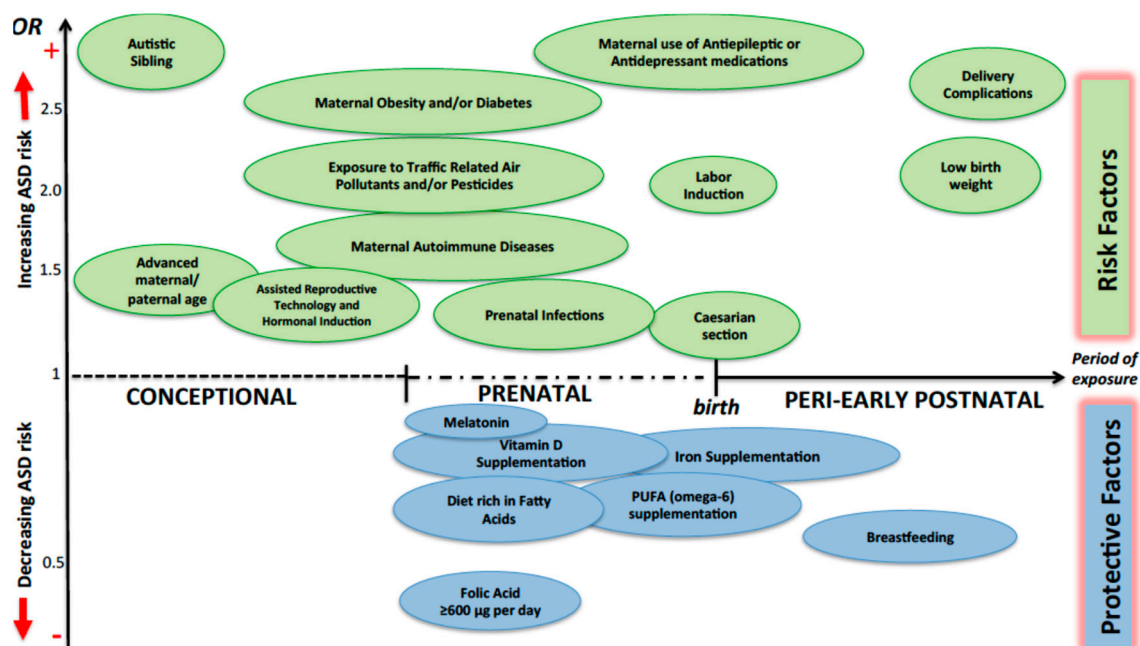 OR
+
Increasing ASD risk
2.5
2.0
1.5
1
Autistic
Sibling
Maternal use of Antiepileptic or
Antidepressant medications
Delivery
Complications
Maternal Obesity and/or Diabetes
Exposure to Traffic Related Air
Pollutants and/or Pesticides
Labor
Induction
Low birth
weight
Maternal Autoimmune Diseases
Advanced
maternal/
paternal age
Assisted Reproductive
Technology and
Hormonal Induction
Prenatal Infections
Caesarian
section
Risk Factors
Period of
exposure
CONCEPTIONAL
PRENATAL
birth
PERI-EARLY POSTNATAL
Decreasing ASD risk
0.5
-
Melatonin
Vitamin D
Supplementation
Iron Supplementation
Diet rich in Fatty
Acids
PUFA (omega-6)
supplementation
Breastfeeding
Folic Acid
≥600 μg per day
Protective Factors